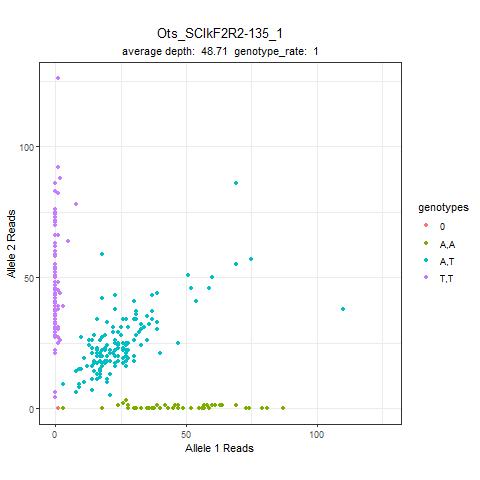 Ots_SClkF2R2-135_1
average depth: 48.71 genotype_rate: 1
Allele 2 Reads
100
50
0
0 50 100
Allele 1 Reads
genotypes
0
A,A
A,T
T,T